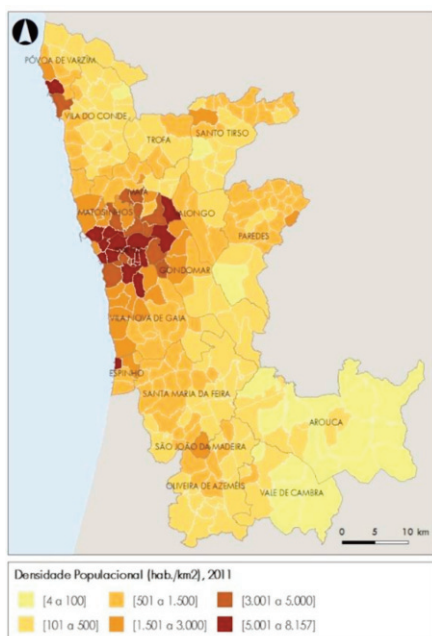 PÓVOA DE VARZIM
VILA DO CONDE
TROFA
SANTO TIRSO
MAIA
MATOSINHOS
VALONGO
PAREDES
GONDOMAR
VILA NOVA DE GAIA
ESPINHO
SANTA MARIA DA FEIRA
AROUCA
SÃO JOÃO DA MADEIRA
OLIVEIRA DE AZEMÉIS
VALE DE CAMBRA
0 5 10 km
Densidade Populacional (hab./km2), 2011
[4 a 100] [501 a 1.500] [3.001 a 5.000]
[101 a 500] [1.501 a 3.000] [5.001 a 8.157]